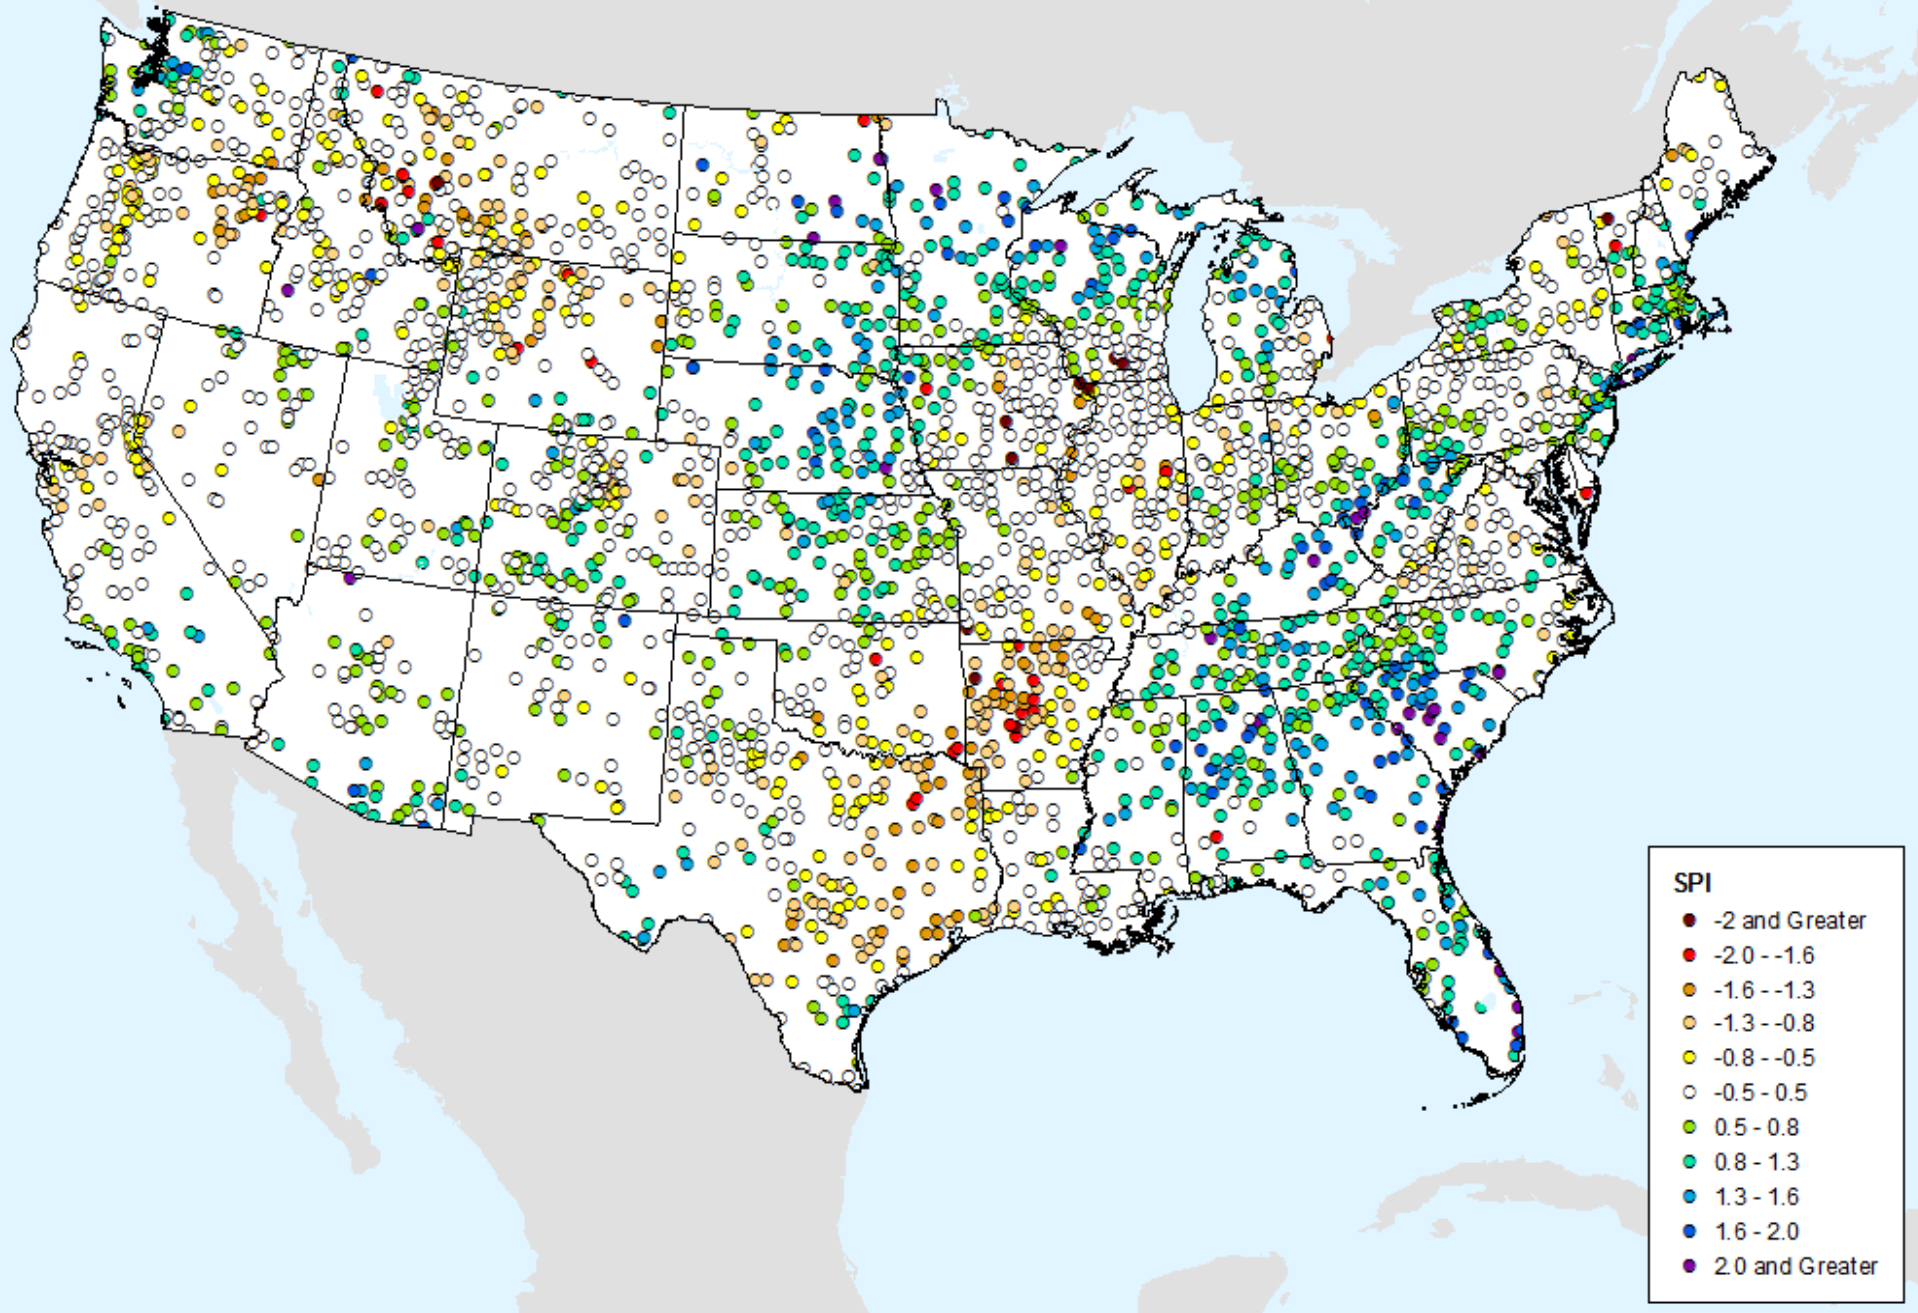 SPI
-2 and Greater
-2.0 - -1.6
-1.6 - -1.3
-1.3 - -0.8
-0.8 - -0.5
-0.5 - 0.5
0.5 - 0.8
0.8 - 1.3
1.3 - 1.6
1.6 - 2.0
2.0 and Greater